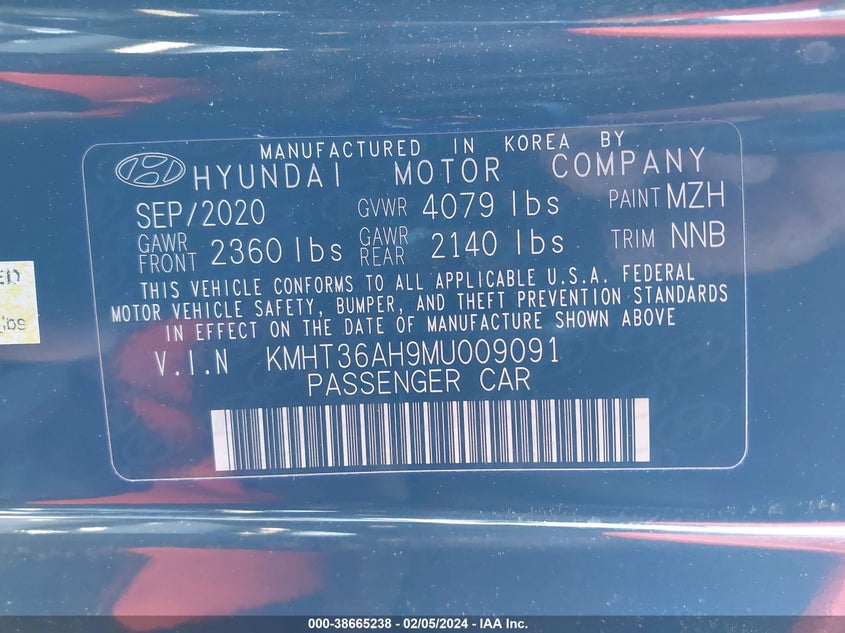 MANUFACTURED IN KOREA BY
HYUNDAI MOTOR COMPANY
SEP/2020 GVWR 4079 lbs PAINT MZH
GAWR FRONT 2360 lbs GAWR REAR 2140 lbs TRIM NNB
THIS VEHICLE CONFORMS TO ALL APPLICABLE U.S.A. FEDERAL
MOTOR VEHICLE SAFETY, BUMPER, AND THEFT PREVENTION STANDARDS
IN EFFECT ON THE DATE OF MANUFACTURE SHOWN ABOVE
V.I.N KMHT36AH9MU009091
PASSENGER CAR
lbs
000-38665238 - 02/05/2024 - IAA Inc.